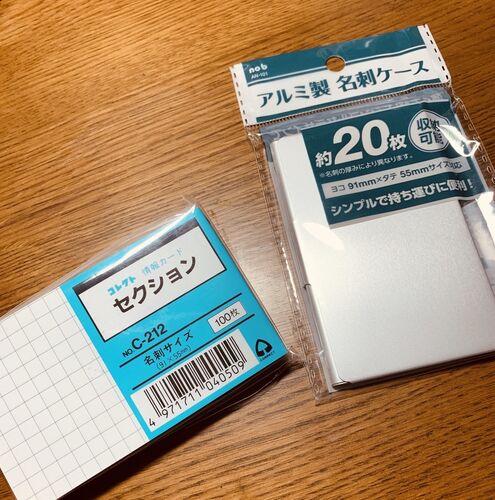 nob
AN-101
アルミ製 名刺ケース
約20枚
収納可能
※名刺の厚みにより異なります。
ヨコ 91mm×タテ 55mmサイズ対応
シンプルで持ち運びに便利!
コレクト 情報カード
セクション
NO. C-212
100枚
名刺サイズ
(91×55mm)
4 971711 040509